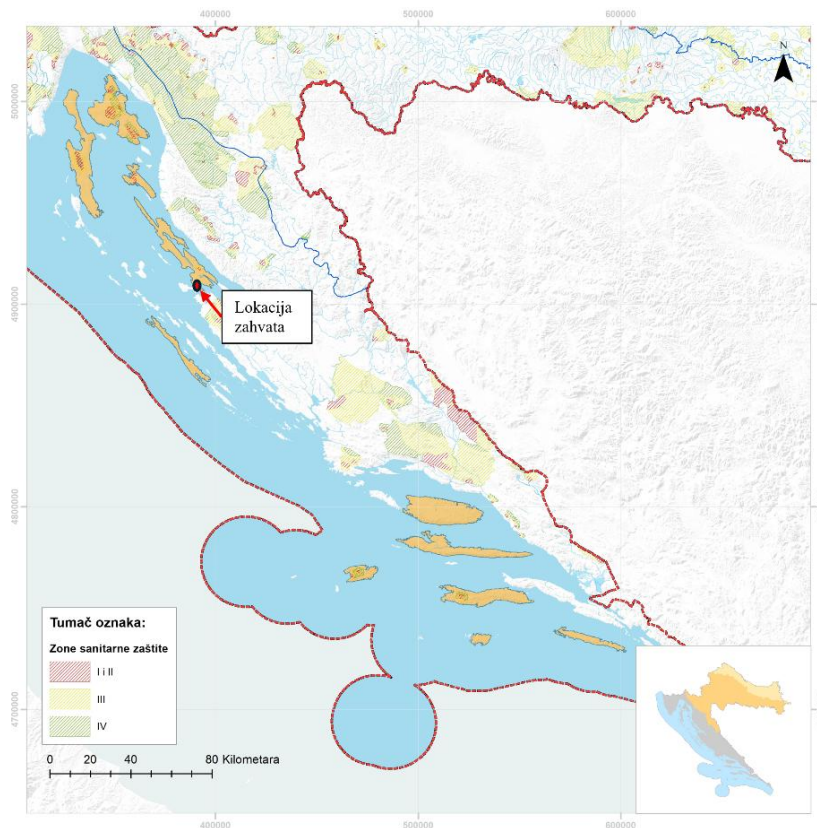 400000 500000 600000
N
5000000
Lokacija
zahvata
4900000
4800000
Tumač oznaka:
Zone sanitarne zaštite
I i II
III
IV
4700000
0 20 40 80 Kilometara
400000 500000 600000